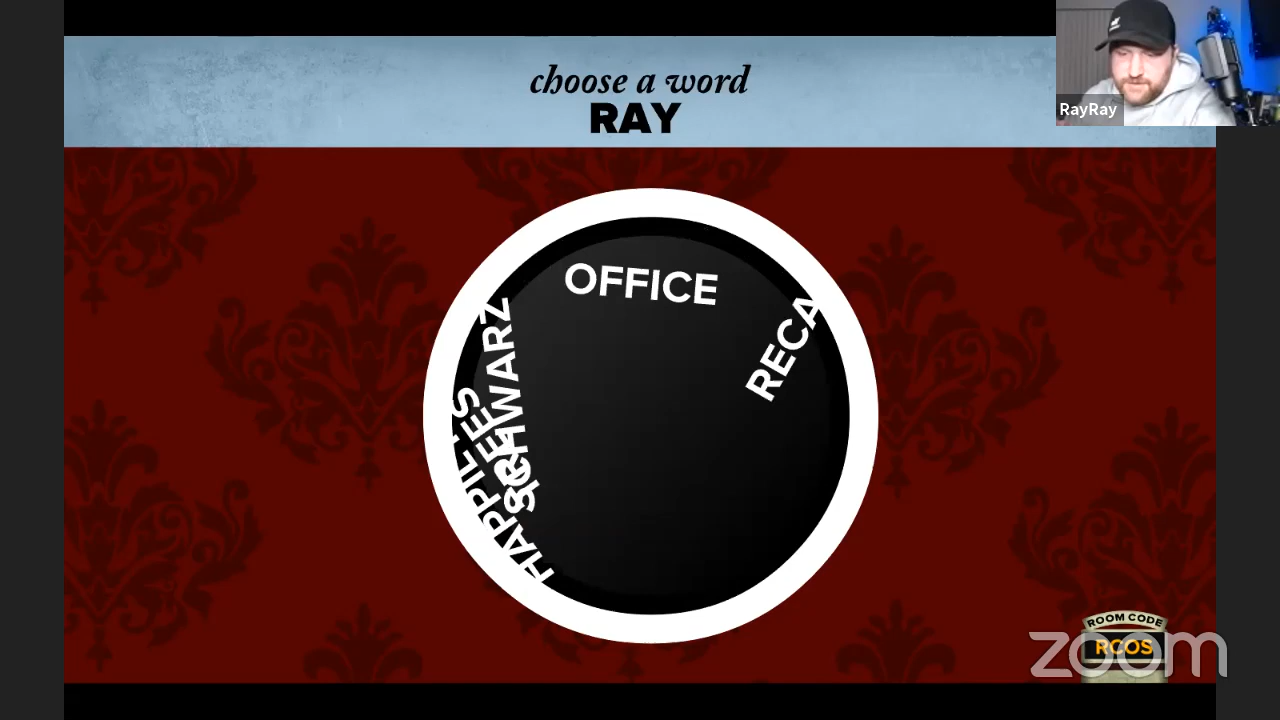 choose a word
RAY
RayRay
OFFICE
RECA
SCHWARZ
ROOM CODE
RCOS
zoom